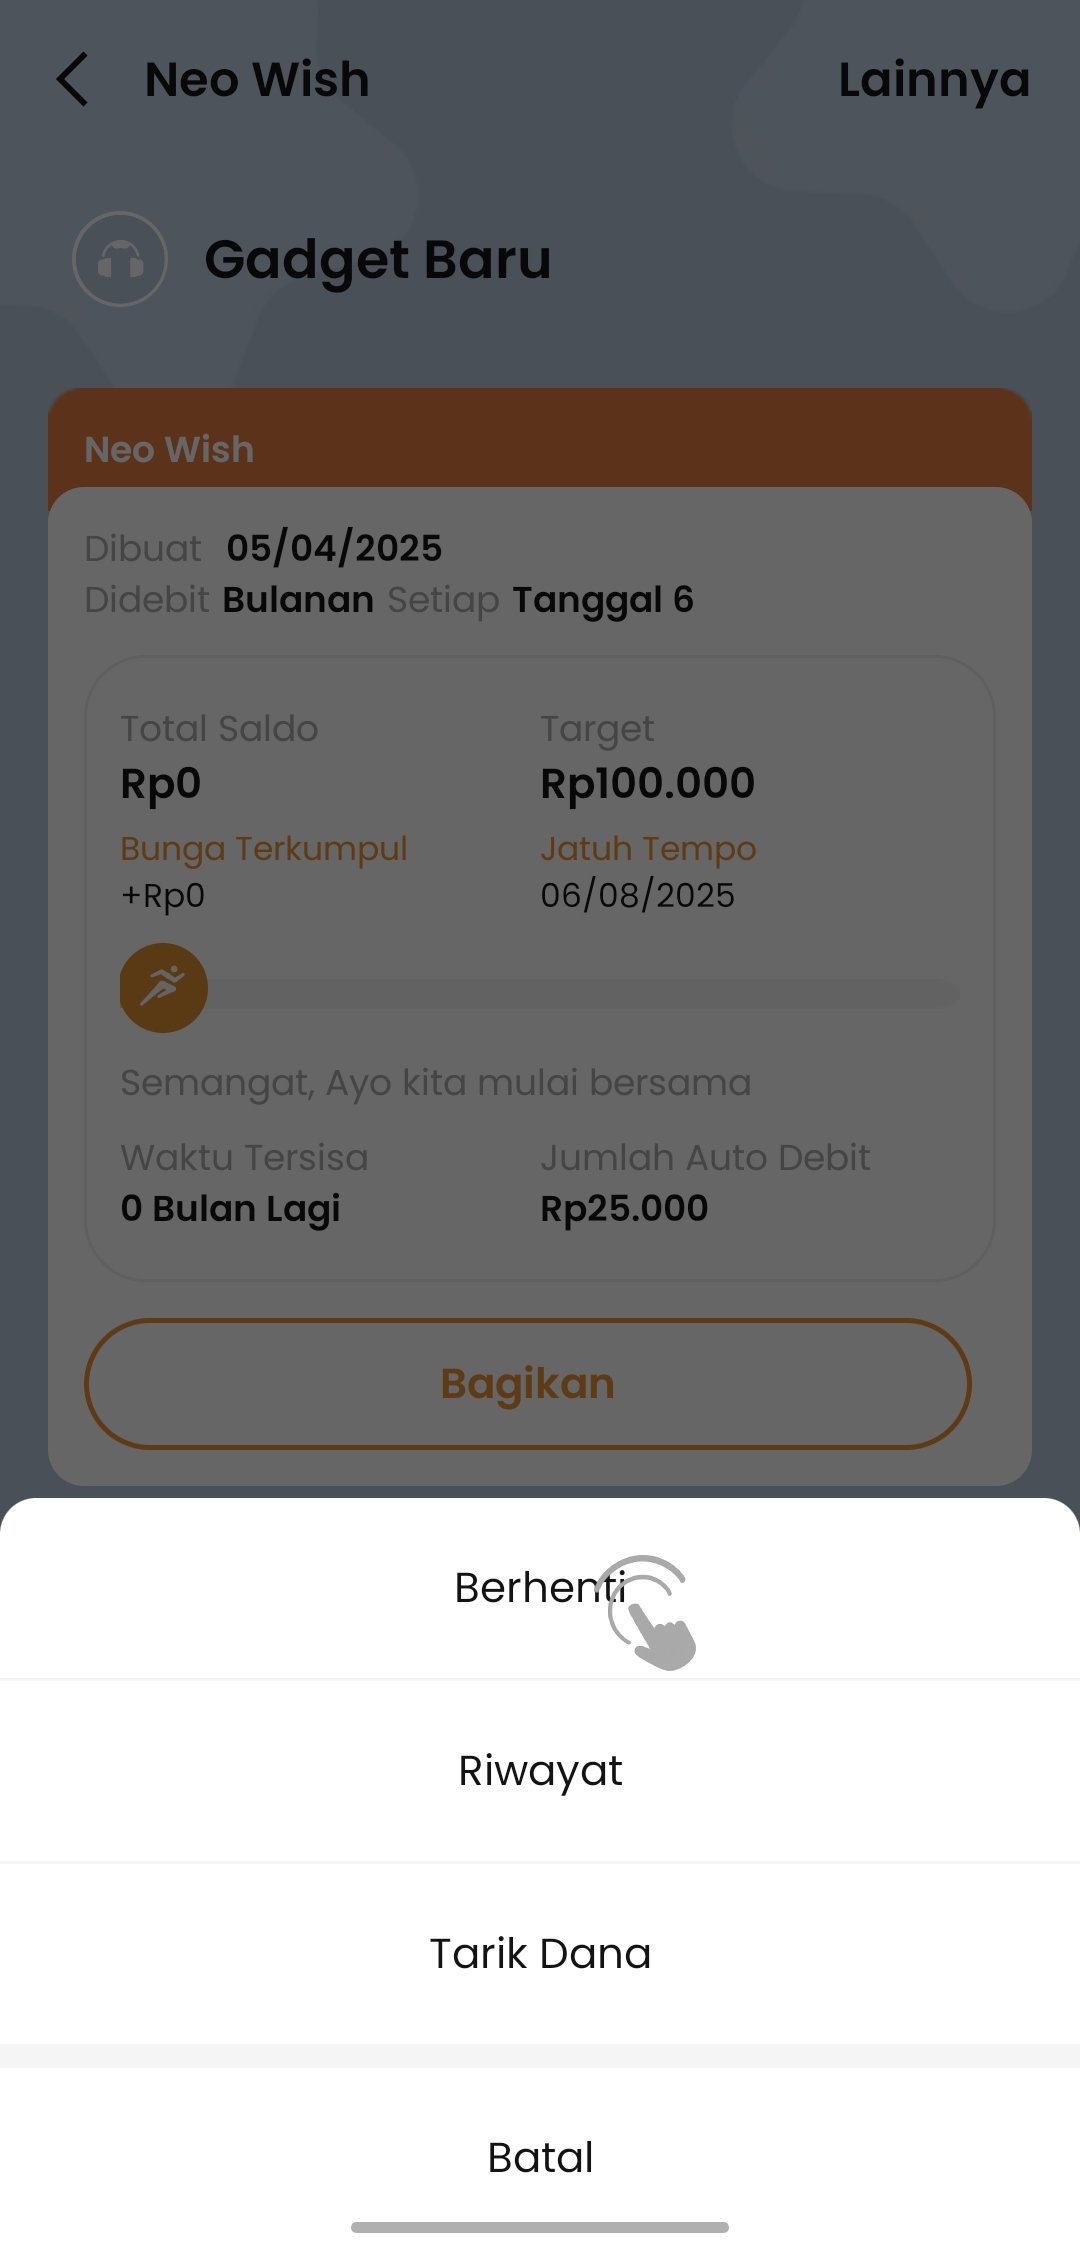 Neo Wish
Lainnya
Gadget Baru
Neo Wish
Dibuat 05/04/2025
Didebit Bulanan Setiap Tanggal 6
Total Saldo
Target
Rp0
Rp100.000
Bunga Terkumpul
Jatuh Tempo
+Rp0
06/08/2025
Semangat, Ayo kita mulai bersama
Waktu Tersisa
Jumlah Auto Debit
0 Bulan Lagi
Rp25.000
Bagikan
Berhenti
Riwayat
Tarik Dana
Batal